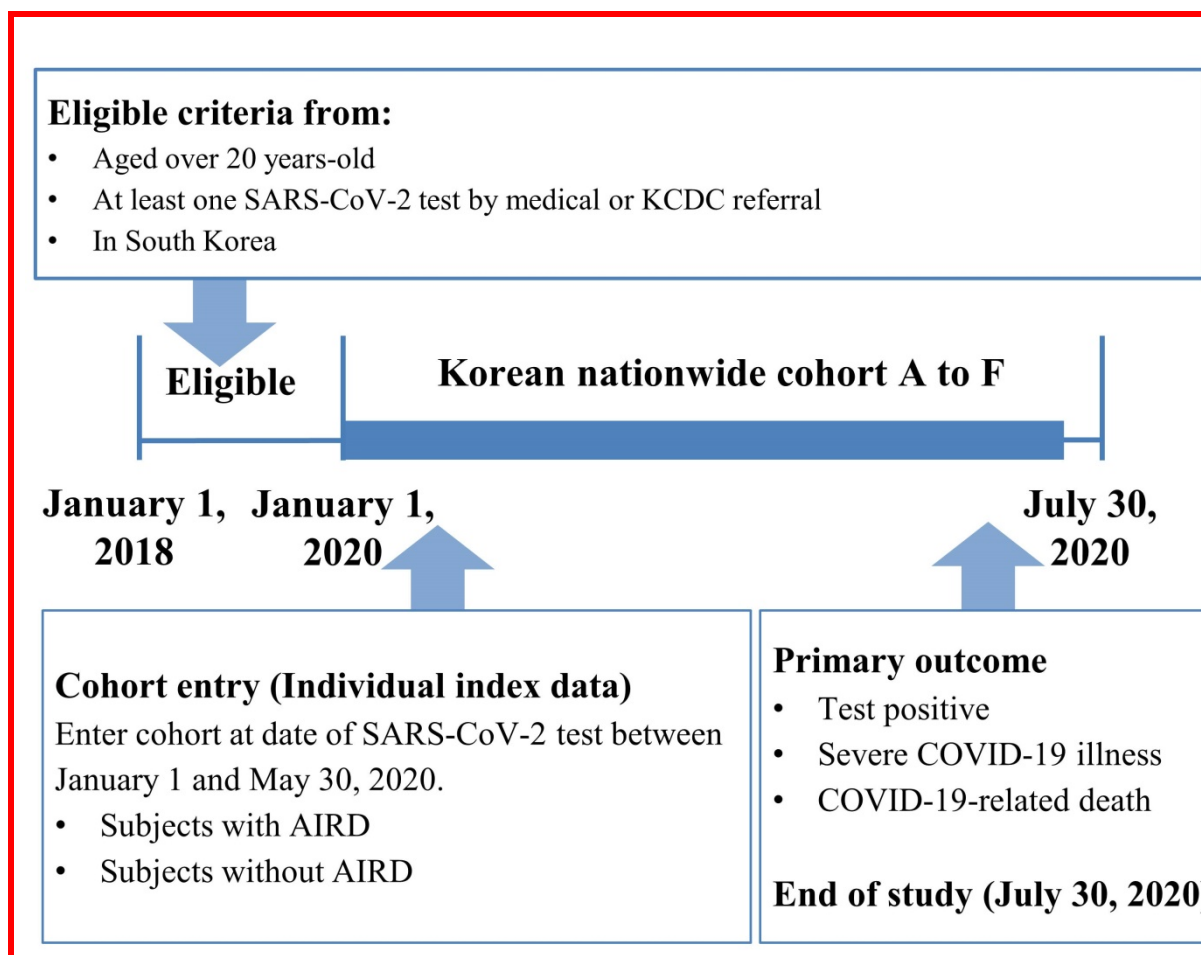 Eligible criteria from:
• Aged over 20 years-old
• At least one SARS-CoV-2 test by medical or KCDC referral
• In South Korea
Eligible
Korean nationwide cohort A to F
January 1,
2018
January 1,
2020
July 30,
2020
Cohort entry (Individual index data)
Enter cohort at date of SARS-CoV-2 test between
January 1 and May 30, 2020.
• Subjects with AIRD
• Subjects without AIRD
Primary outcome
• Test positive
• Severe COVID-19 illness
• COVID-19-related death
End of study (July 30, 2020)